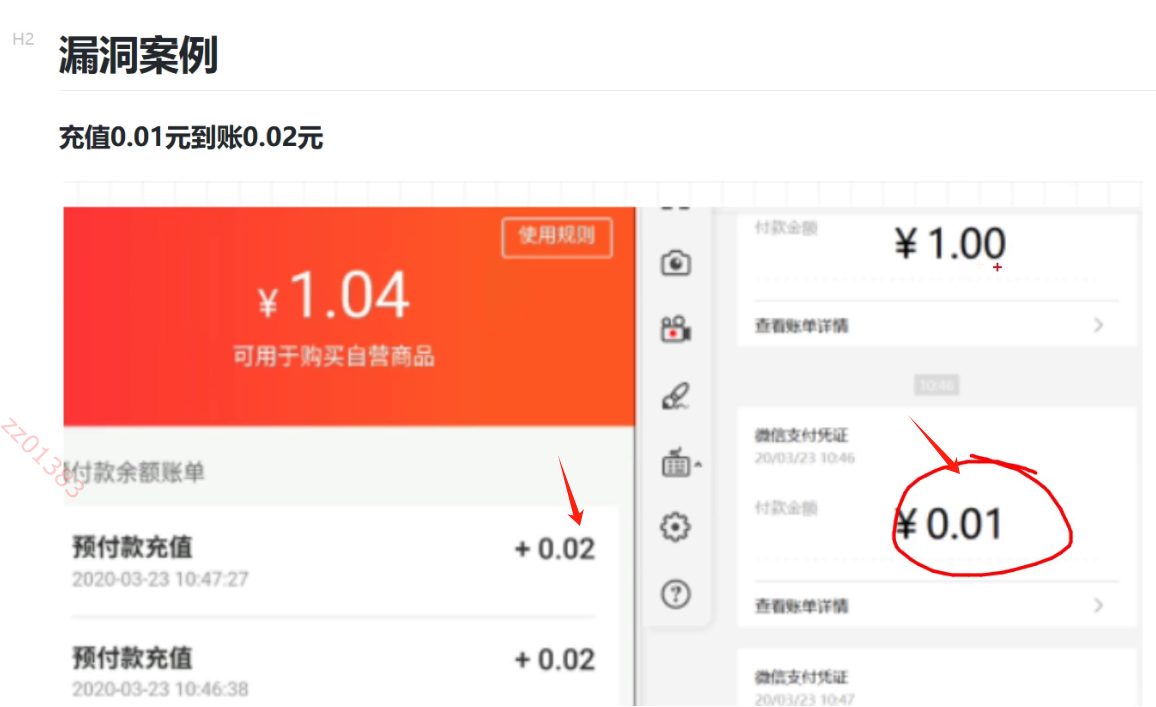 H2
漏洞案例
充值0.01元到账0.02元
使用规则
¥ 1.04
可用于购买自营商品
付款余额账单
预付款充值
+ 0.02
2020-03-23 10:47:27
预付款充值
+ 0.02
2020-03-23 10:46:38
付款金额
¥ 1.00
查看账单详情
10:46
微信支付凭证
20/03/23 10:46
付款金额
¥ 0.01
查看账单详情
微信支付凭证
20/03/23 10:47
zz01383